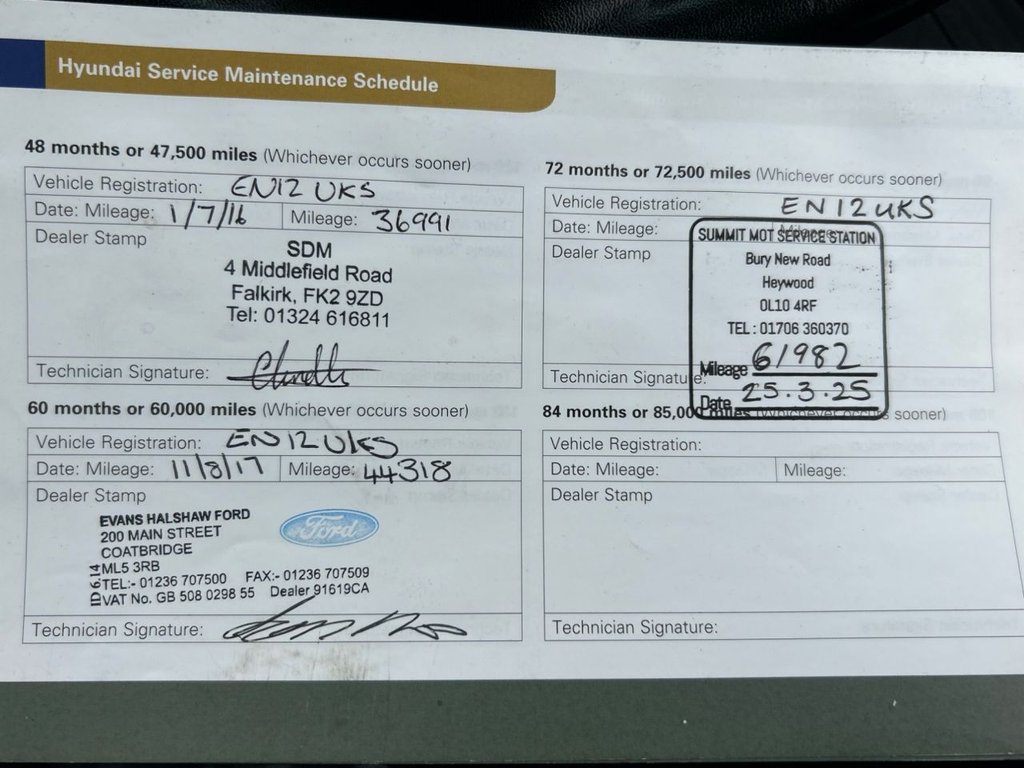 Hyundai Service Maintenance Schedule
48 months or 47,500 miles (Whichever occurs sooner)
Vehicle Registration: EN12 UKS
Date: Mileage: 1/7/16 Mileage: 36991
Dealer Stamp
SDM
4 Middlefield Road
Falkirk, FK2 9ZD
Tel: 01324 616811
Technician Signature:
60 months or 60,000 miles (Whichever occurs sooner)
Vehicle Registration: EN12 UKS
Date: Mileage: 11/8/17 Mileage: 44318
Dealer Stamp
EVANS HALSHAW FORD
200 MAIN STREET
COATBRIDGE
ML5 3RB
TEL:- 01236 707500 FAX:- 01236 707509
VAT No. GB 508 0298 55 Dealer 91619CA
ID 614
Ford
Technician Signature:
72 months or 72,500 miles (Whichever occurs sooner)
Vehicle Registration: EN12UKS
Date: Mileage: Mileage:
Dealer Stamp
SUMMIT MOT SERVICE STATION
Bury New Road
Heywood
OL10 4RF
TEL: 01706 360370
Mileage 61982
Date 25.3.25
Technician Signature:
84 months or 85,000 miles (Whichever occurs sooner)
Vehicle Registration:
Date: Mileage: Mileage:
Dealer Stamp
Technician Signature: